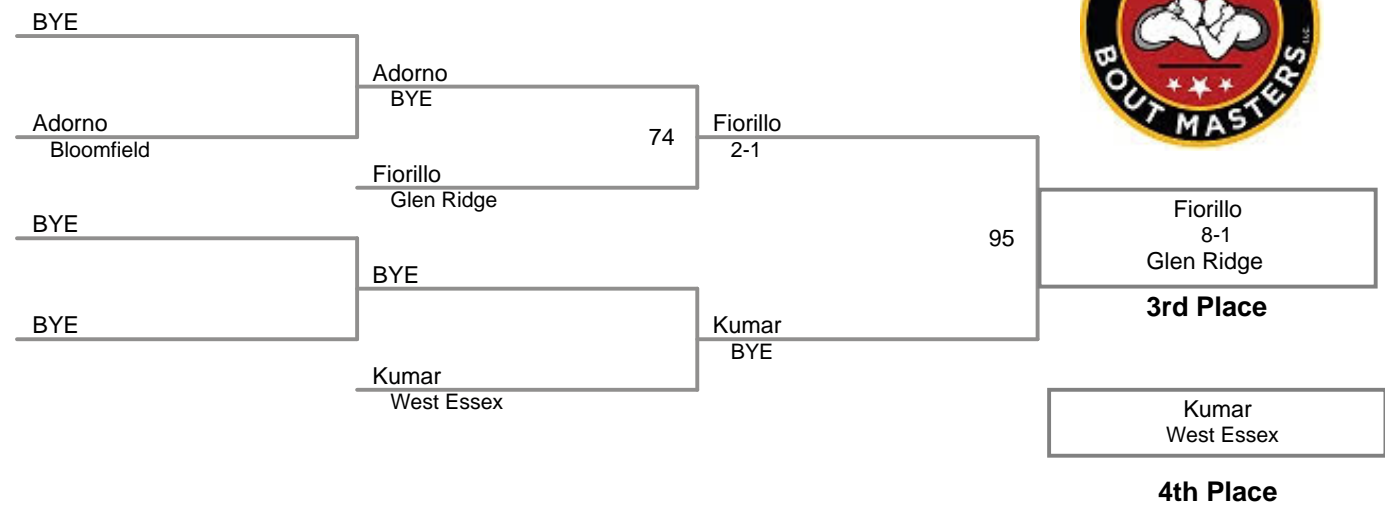 BYE
Adorno
BYE
Adorno
Bloomfield
74
Fiorillo
2-1
Fiorillo
Glen Ridge
BYE
95
Fiorillo
8-1
Glen Ridge
3rd Place
BYE
BYE
Kumar
BYE
Kumar
West Essex
Kumar
West Essex
4th Place
BOUT MASTERS LLC.